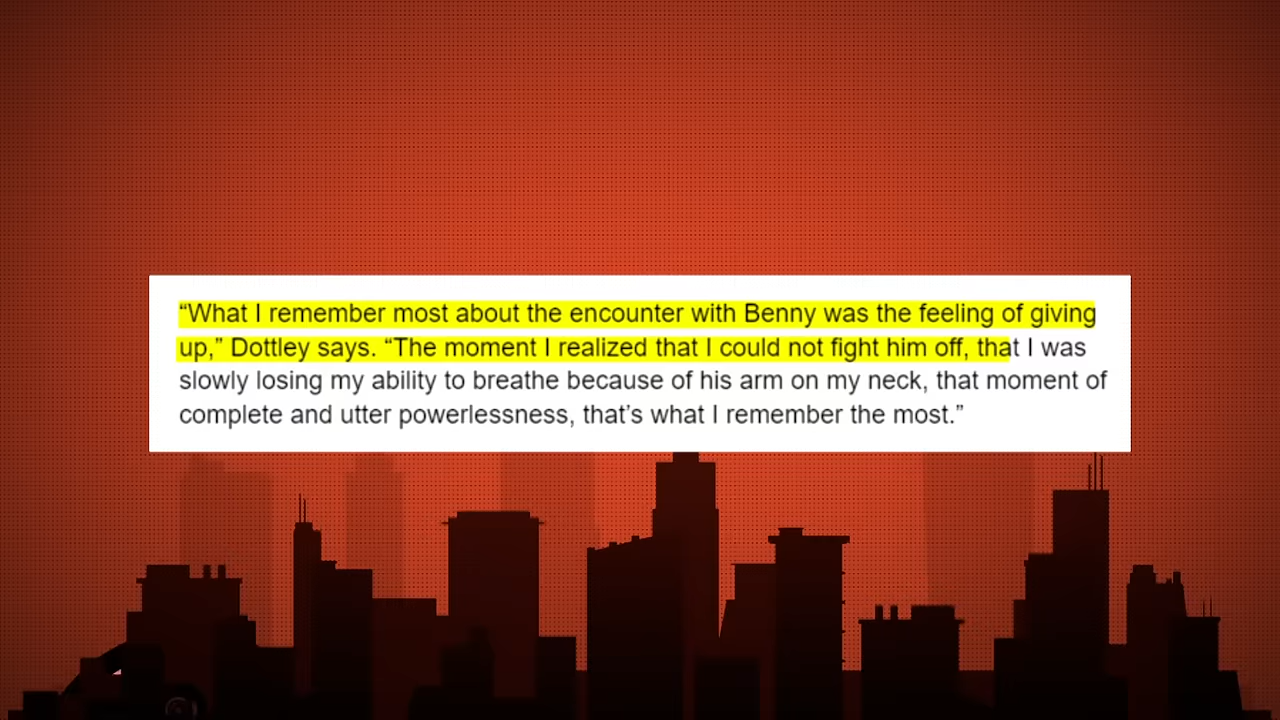 “What I remember most about the encounter with Benny was the feeling of giving
up,” Dottley says. “The moment I realized that I could not fight him off, that I was
slowly losing my ability to breathe because of his arm on my neck, that moment of
complete and utter powerlessness, that’s what I remember the most.”